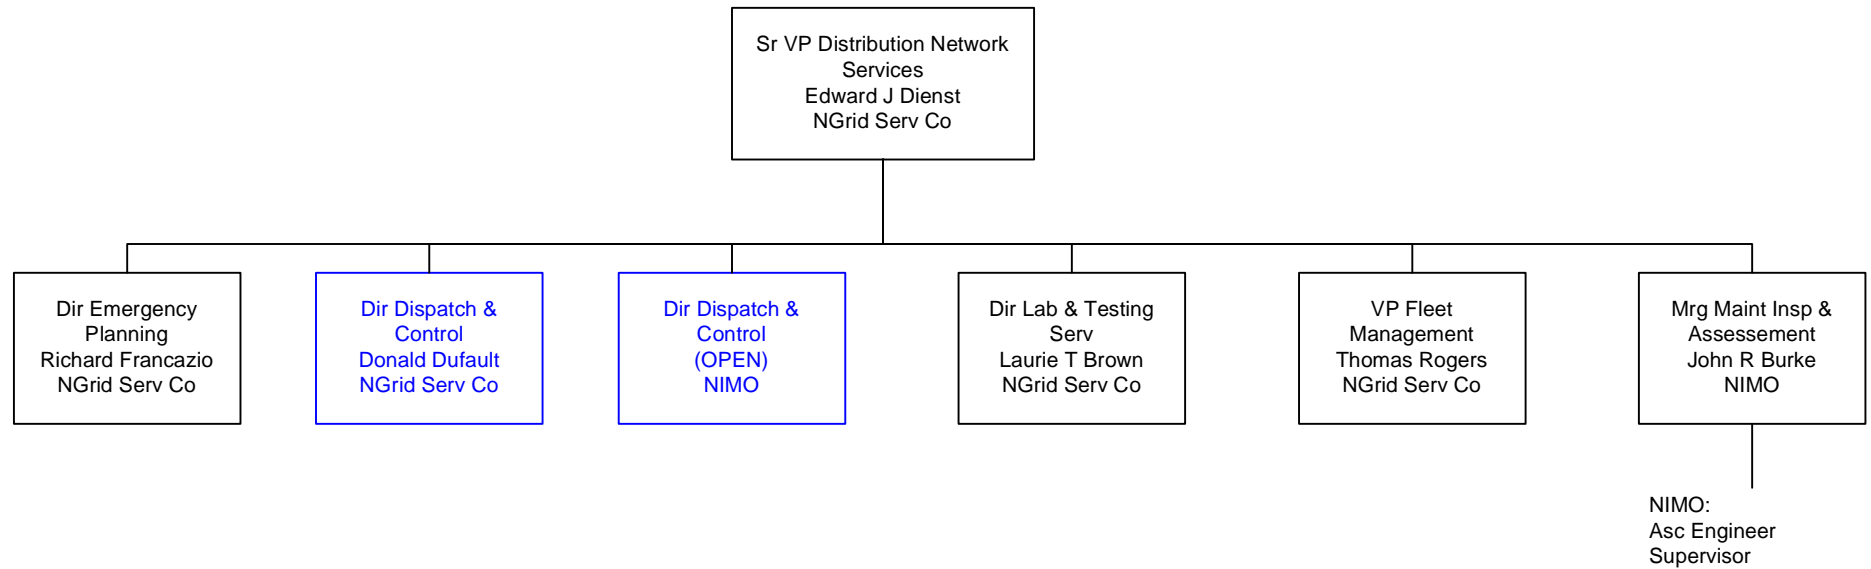 Sr VP Distribution Network
Services
Edward J Dienst
NGrid Serv Co
Dir Emergency
Planning
Richard Francazio
NGrid Serv Co
Dir Dispatch &
Control
Donald Dufault
NGrid Serv Co
Dir Dispatch &
Control
(OPEN)
NIMO
Dir Lab & Testing
Serv
Laurie T Brown
NGrid Serv Co
VP Fleet
Management
Thomas Rogers
NGrid Serv Co
Mrg Maint Insp &
Assessement
John R Burke
NIMO
NIMO:
Asc Engineer
Supervisor